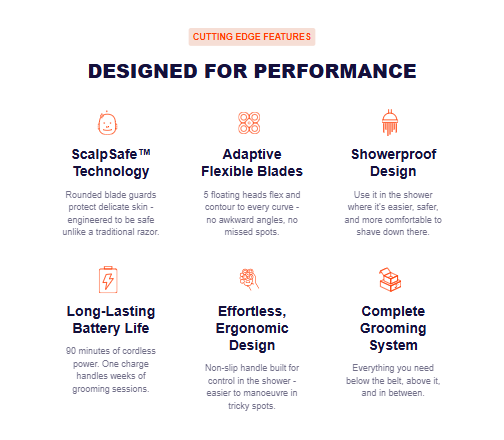 CUTTING EDGE FEATURES
DESIGNED FOR PERFORMANCE
ScalpSafe™
Technology
Rounded blade guards
protect delicate skin -
engineered to be safe
unlike a traditional razor.
Adaptive
Flexible Blades
5 floating heads flex and
contour to every curve -
no awkward angles, no
missed spots.
Showerproof
Design
Use it in the shower
where it's easier, safer,
and more comfortable to
shave down there.
Long-Lasting
Battery Life
90 minutes of cordless
power. One charge
handles weeks of
grooming sessions.
Effortless,
Ergonomic
Design
Non-slip handle built for
control in the shower -
easier to manoeuvre in
tricky spots.
Complete
Grooming
System
Everything you need
below the belt, above it,
and in between.